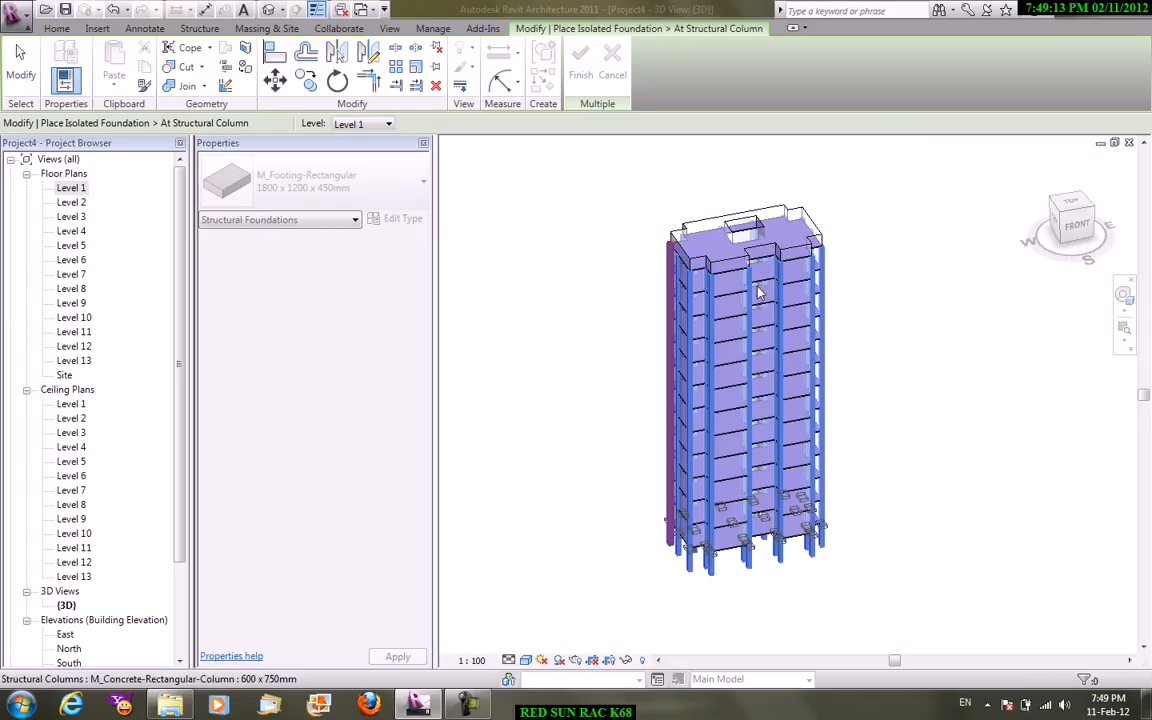 Autodesk Revit Architecture 2011 - [Project4 - 3D View: {3D}]
Type a keyword or phrase
7:49:13 PM 02/11/2012
Home Insert Annotate Structure Massing & Site Collaborate View Manage Add-Ins Modify | Place Isolated Foundation > At Structural Column
Modify Paste Cope Cut Join Finish Cancel
Select Properties Clipboard Geometry Modify View Measure Create Multiple
Modify | Place Isolated Foundation > At Structural Column Level: Level 1
Project4 - Project Browser
Views (all)
Floor Plans
Level 1
Level 2
Level 3
Level 4
Level 5
Level 6
Level 7
Level 8
Level 9
Level 10
Level 11
Level 12
Level 13
Site
Ceiling Plans
Level 1
Level 2
Level 3
Level 4
Level 5
Level 6
Level 7
Level 8
Level 9
Level 10
Level 11
Level 12
Level 13
3D Views
{3D}
Elevations (Building Elevation)
East
North
South
Properties
M_Footing-Rectangular
1800 x 1200 x 450mm
Structural Foundations Edit Type
Properties help Apply
TOP
FRONT
W E
S
1 : 100
Structural Columns : M_Concrete-Rectangular-Column : 600 x 750mm
Main Model
:0
EN
7:49 PM
11-Feb-12
RED SUN RAC K68